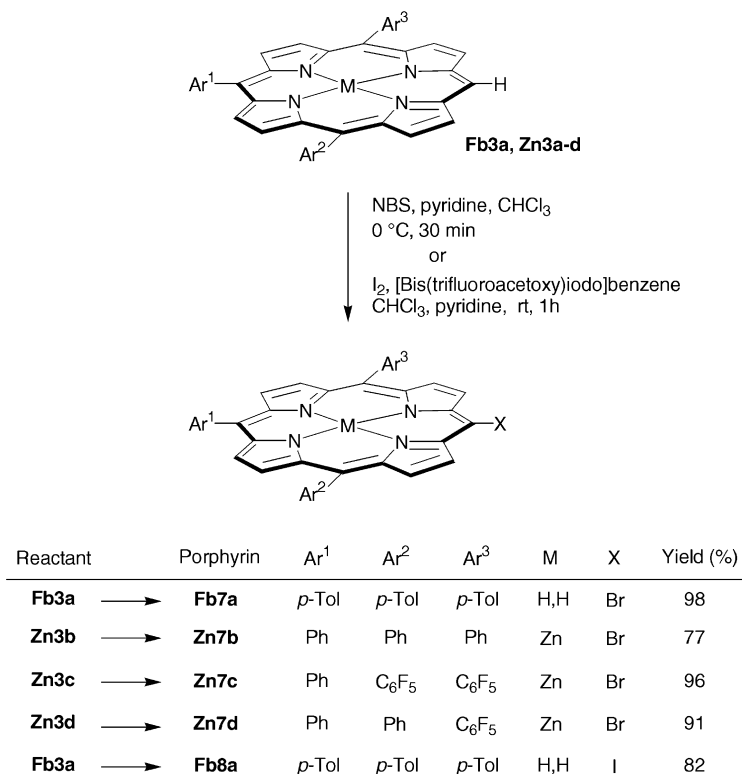 Ar3
N
N
Ar1
M
H
N
N
Ar2
Fb3a, Zn3a-d
NBS, pyridine, CHCl3
0 °C, 30 min
or
I2, [Bis(trifluoroacetoxy)iodo]benzene
CHCl3, pyridine, rt, 1h
Ar3
N
N
Ar1
M
X
N
N
Ar2
Reactant Porphyrin Ar1 Ar2 Ar3 M X Yield (%)
Fb3a Fb7a p-Tol p-Tol p-Tol H,H Br 98
Zn3b Zn7b Ph Ph Ph Zn Br 77
Zn3c Zn7c Ph C6F5 C6F5 Zn Br 96
Zn3d Zn7d Ph Ph C6F5 Zn Br 91
Fb3a Fb8a p-Tol p-Tol p-Tol H,H I 82